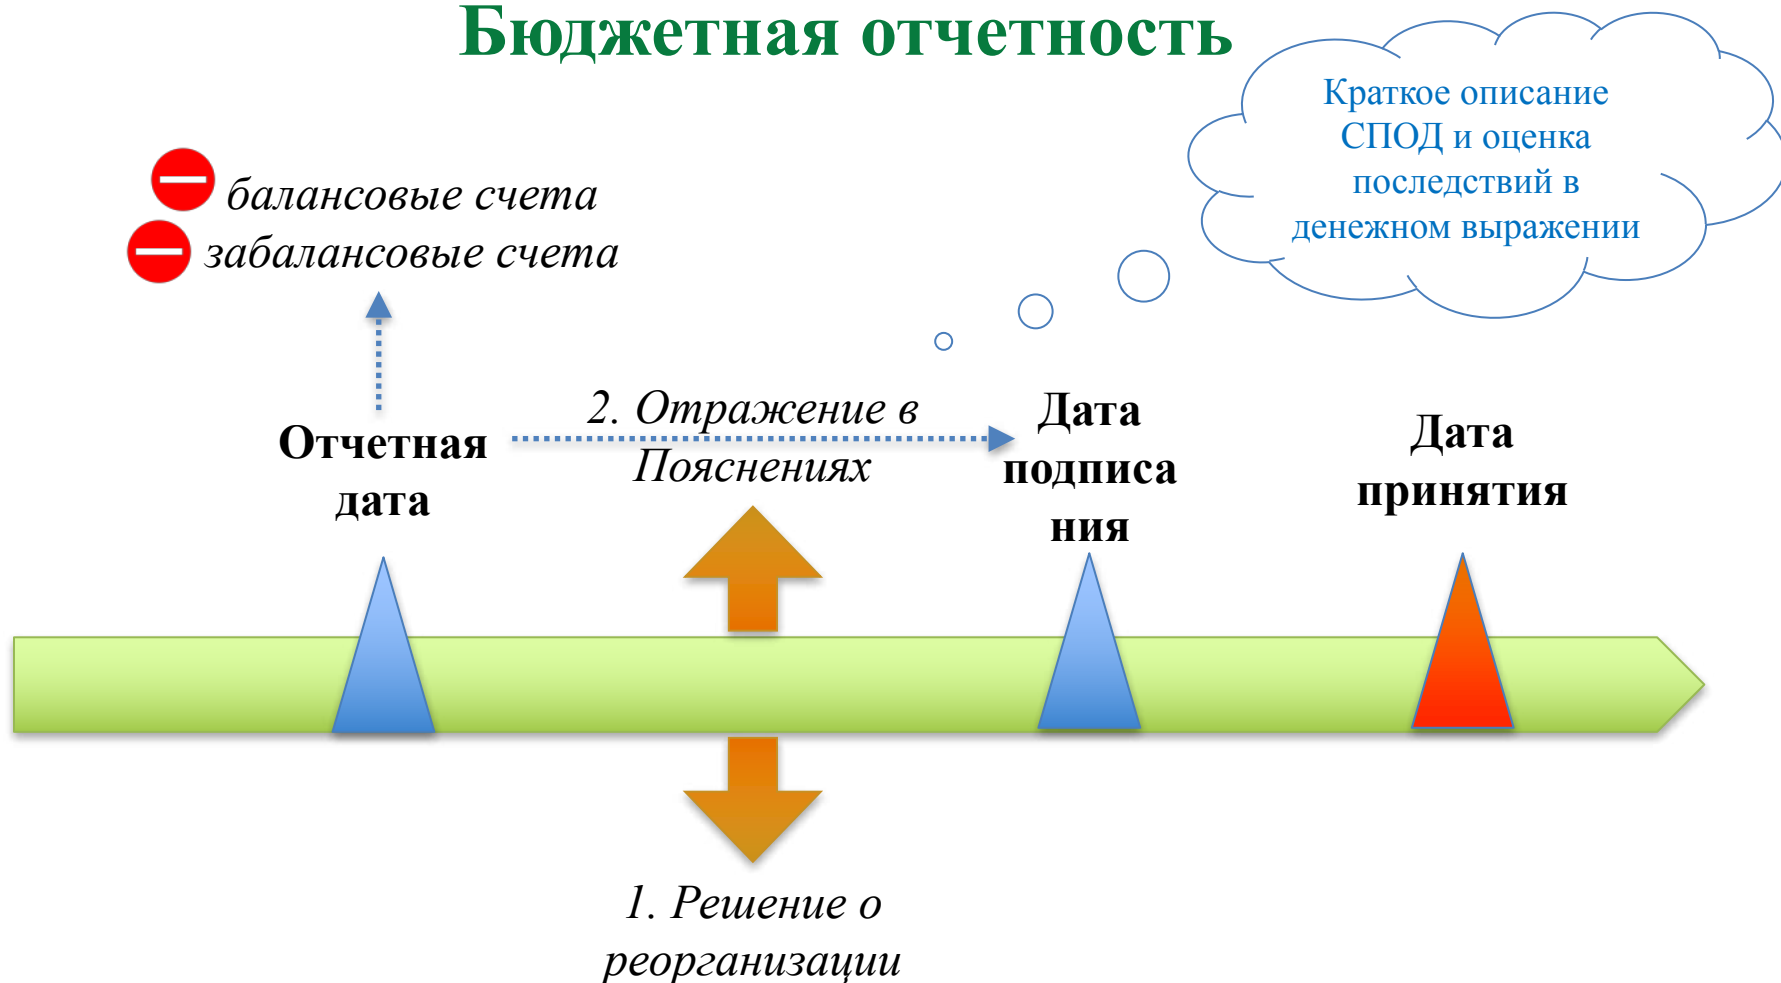 Бюджетная отчетность
Краткое описание
СПОД и оценка
последствий в
денежном выражении
балансовые счета
забалансовые счета
Отчетная
дата
2. Отражение в
Пояснениях
Дата
подписа
ния
Дата
принятия
1. Решение о
реорганизации